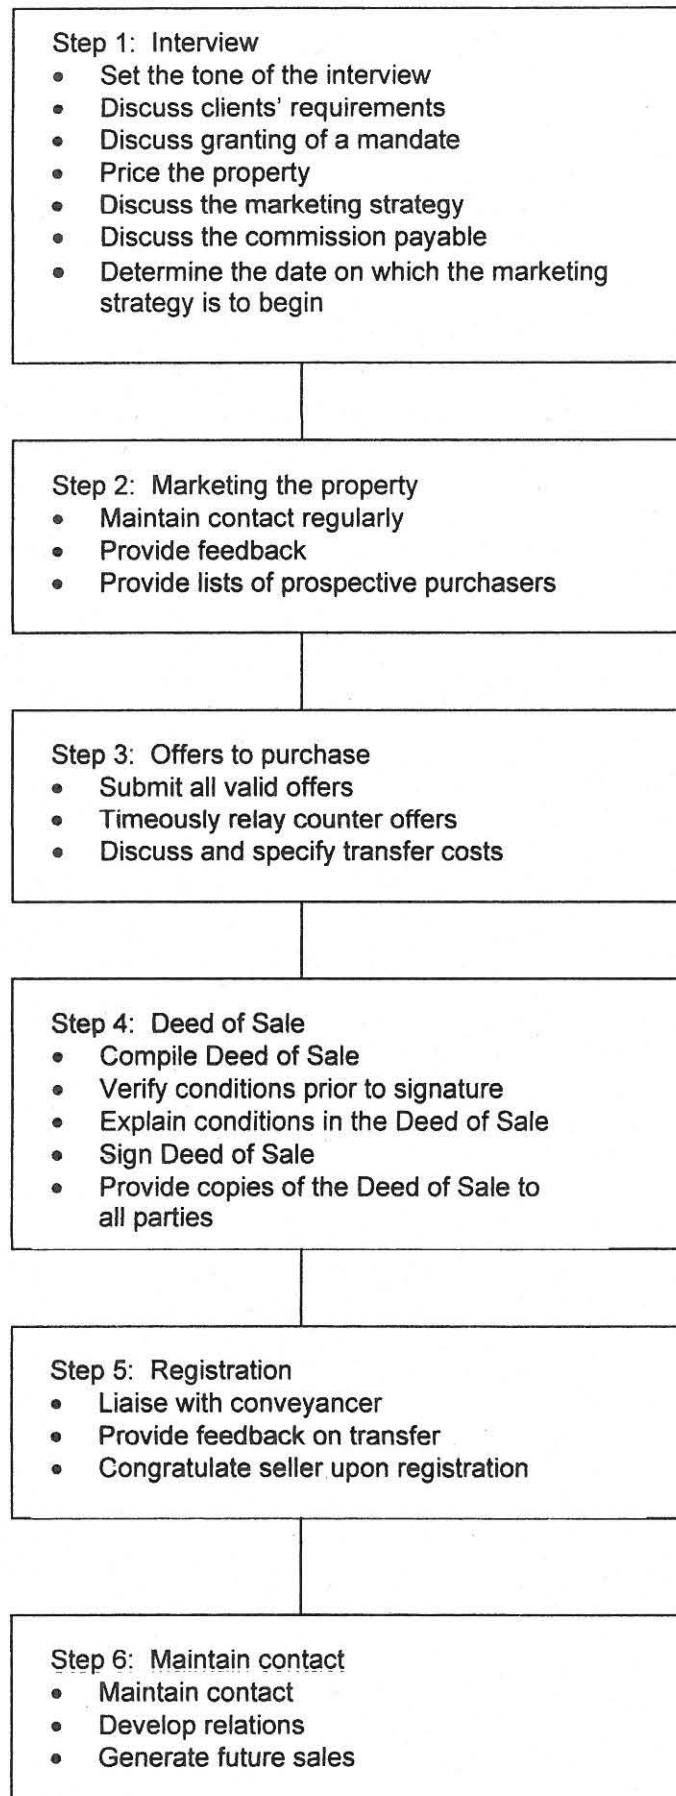 Step 1: Interview
• Set the tone of the interview
• Discuss clients' requirements
• Discuss granting of a mandate
• Price the property
• Discuss the marketing strategy
• Discuss the commission payable
• Determine the date on which the marketing
strategy is to begin
Step 2: Marketing the property
• Maintain contact regularly
• Provide feedback
• Provide lists of prospective purchasers
Step 3: Offers to purchase
• Submit all valid offers
• Timeously relay counter offers
• Discuss and specify transfer costs
Step 4: Deed of Sale
• Compile Deed of Sale
• Verify conditions prior to signature
• Explain conditions in the Deed of Sale
• Sign Deed of Sale
• Provide copies of the Deed of Sale to
all parties
Step 5: Registration
• Liaise with conveyancer
• Provide feedback on transfer
• Congratulate seller upon registration
Step 6: Maintain contact
• Maintain contact
• Develop relations
• Generate future sales